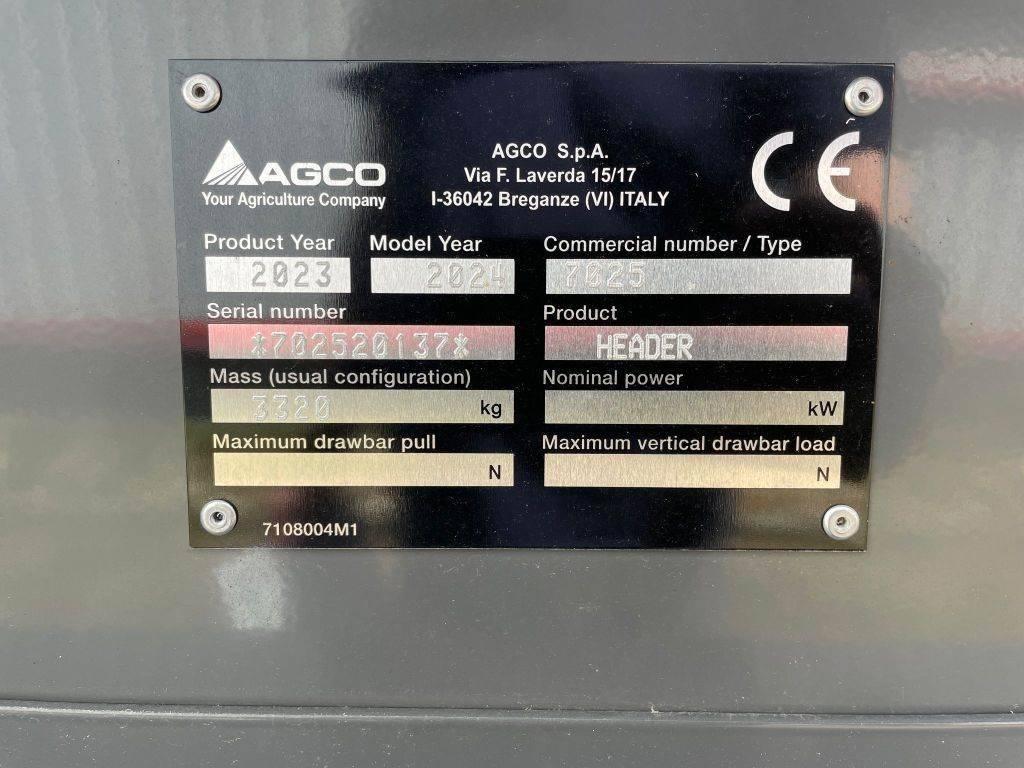 AGCO
Your Agriculture Company
AGCO S.p.A.
Via F. Laverda 15/17
I-36042 Breganze (VI) ITALY
CE
Product Year
2023
Model Year
2024
Commercial number / Type
7025
Serial number
*702520137*
Product
HEADER
Mass (usual configuration)
3320 kg
Nominal power
kW
Maximum drawbar pull
N
Maximum vertical drawbar load
N
7108004M1